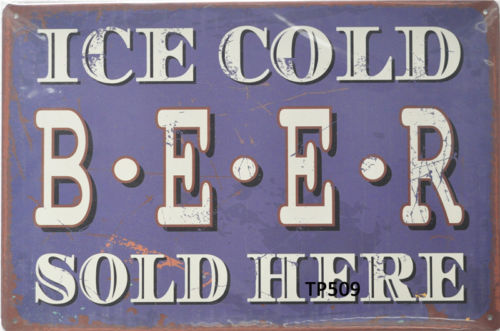 ICE COLD
B•E•E•R
SOLD HERE
TP509